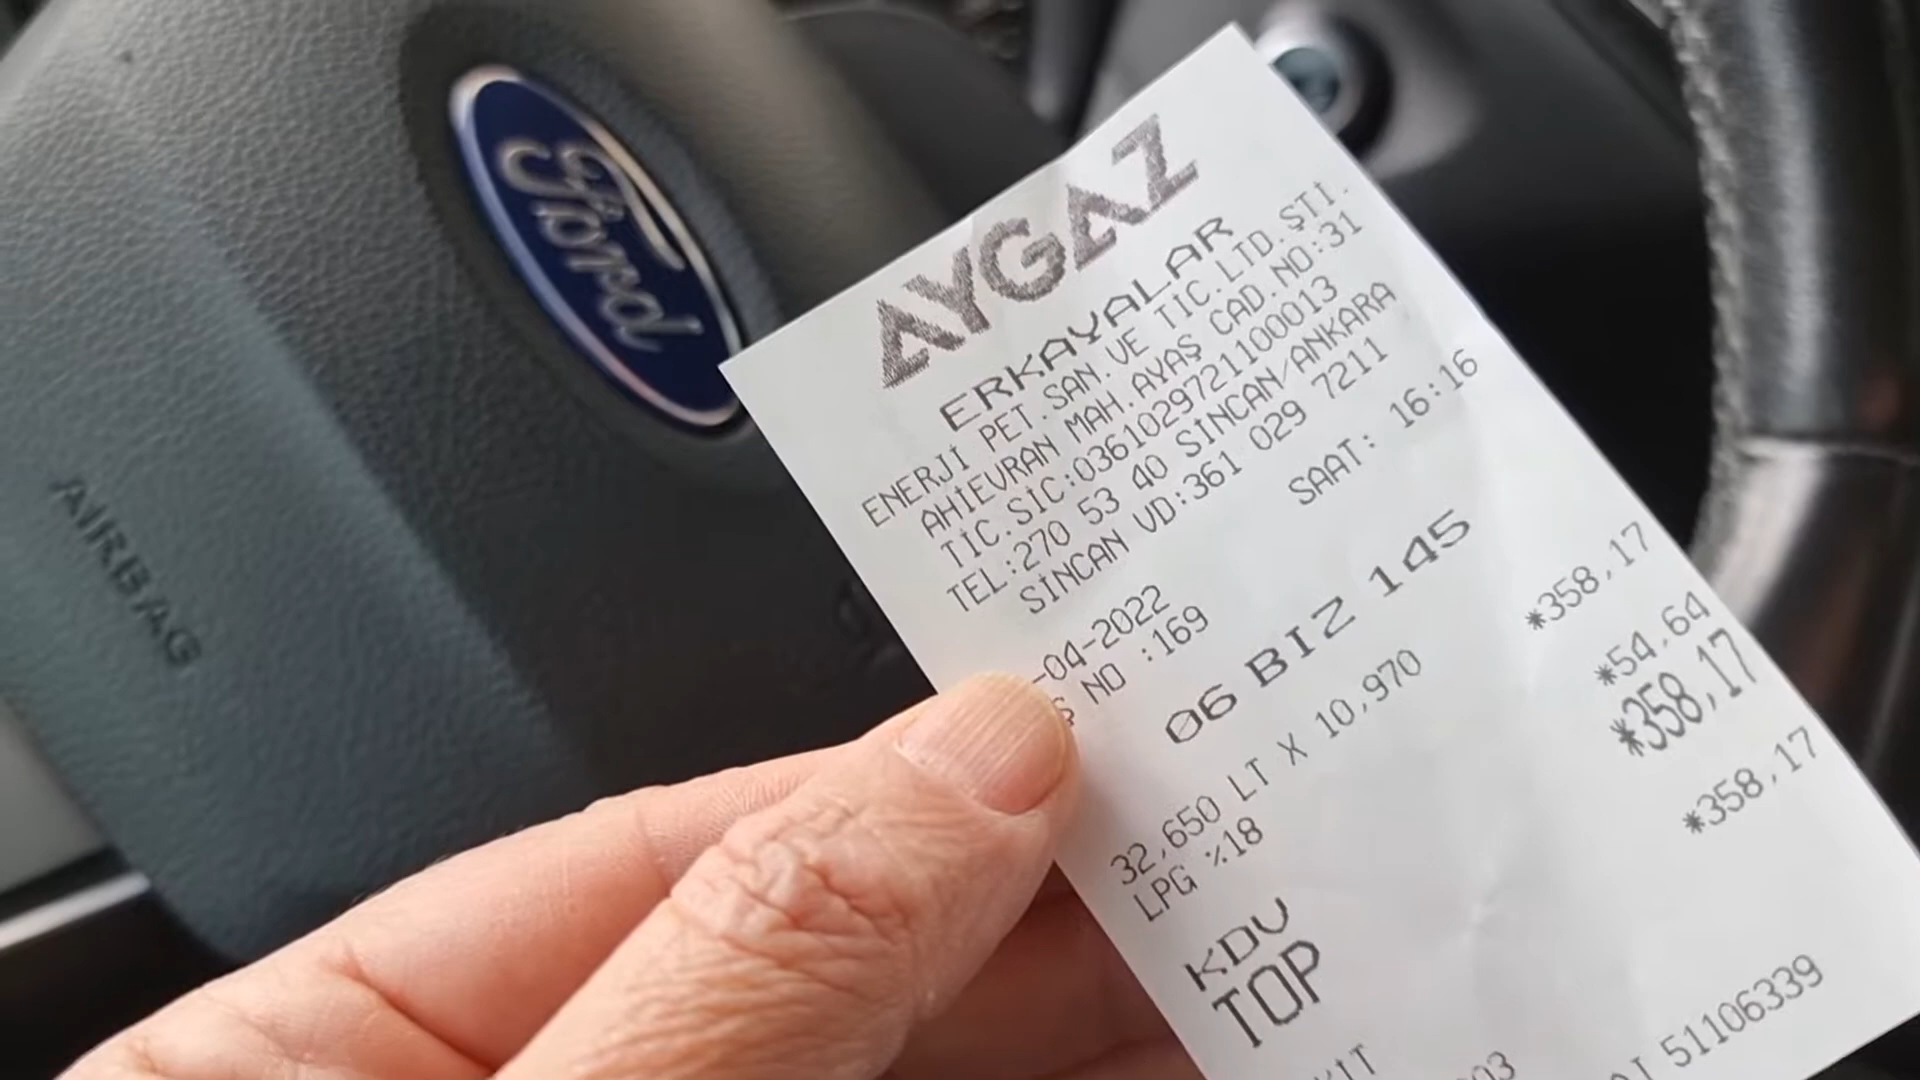 Ford
AIRBAG
AYGAZ
ERKAYALAR
ENERJİ PET.SAN.VE TİC.LTD.ŞTİ.
AHİEVRAN MAH.AYAŞ CAD.NO:31
TİC.SİC:0361029721100013
TEL:270 53 40 SİNCAN/ANKARA
SİNCAN VD:361 029 7211
-04-2022 SAAT: 16:16
Ş NO :169
06 BIZ 145
32,650 LT X 10,970
LPG %18 *358,17
KDV *54,64
TOP *358,17
KİT *358,17
51106339